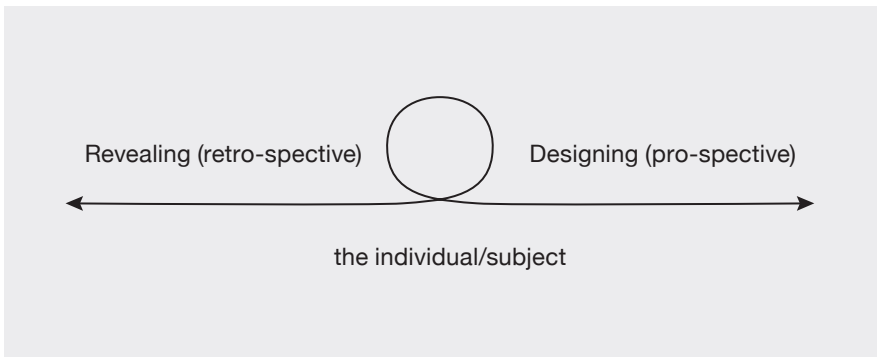 Revealing (retro-spective)
Designing (pro-spective)
the individual/subject